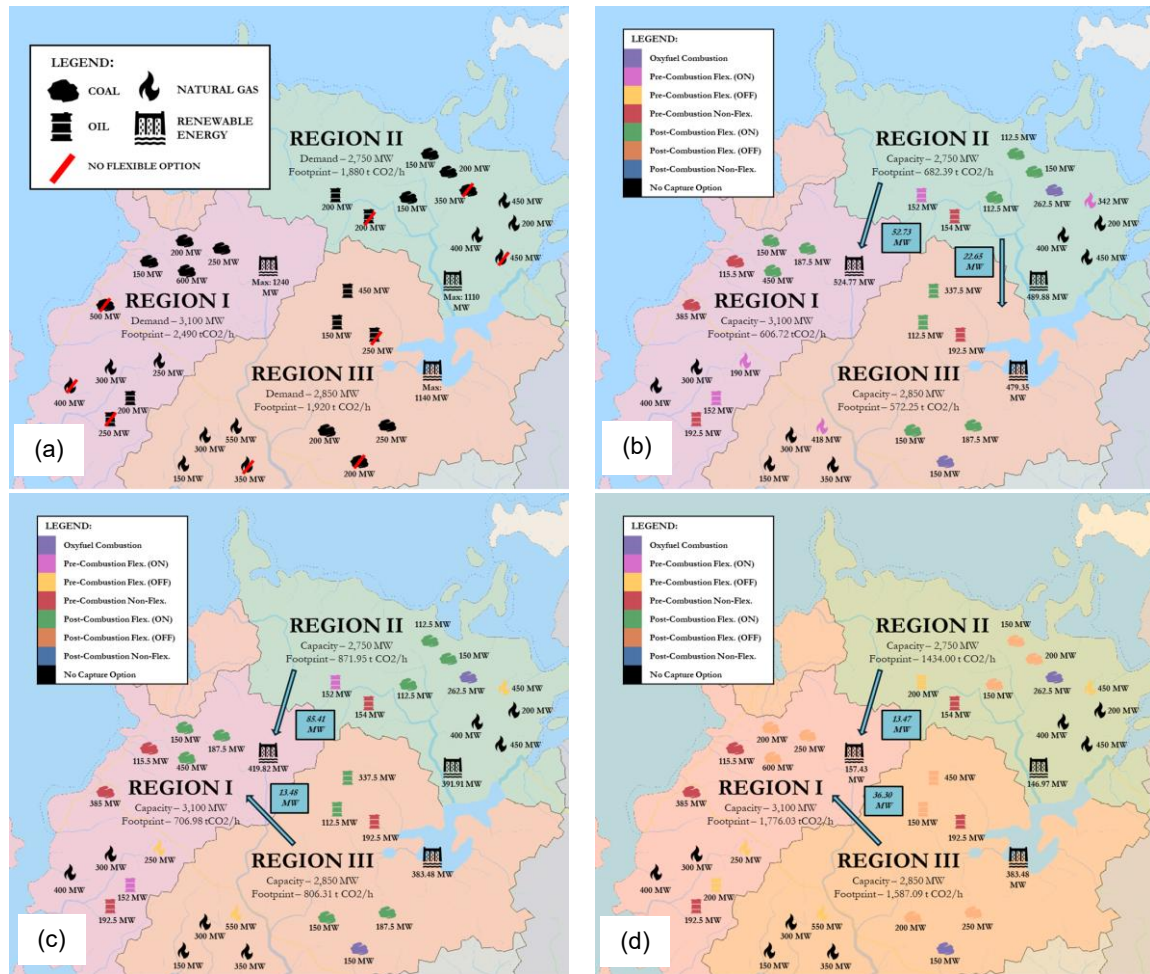 LEGEND:
COAL
NATURAL GAS
OIL
RENEWABLE
ENERGY
NO FLEXIBLE OPTION
REGION II
Demand – 2,750 MW
Footprint – 1,880 t CO2/h
150 MW
200 MW
350 MW
450 MW
200 MW
200 MW
150 MW
200 MW
400 MW
450 MW
Max: 1110
MW
200 MW
250 MW
150 MW
600 MW
Max: 1240
MW
REGION I
500 MW
Demand – 3,100 MW
Footprint – 2,490 tCO2/h
300 MW
250 MW
400 MW
200 MW
250 MW
450 MW
150 MW
250 MW
REGION III
Max:
1140 MW
Demand – 2,850 MW
Footprint – 1,920 t CO2/h
550 MW
300 MW
200 MW
250 MW
150 MW
350 MW
200 MW
(a)
LEGEND:
Oxyfuel Combustion
Pre-Combustion Flex. (ON)
Pre-Combustion Flex. (OFF)
Pre-Combustion Non-Flex.
Post-Combustion Flex. (ON)
Post-Combustion Flex. (OFF)
Post-Combustion Non-Flex.
No Capture Option
REGION II
Capacity – 2,750 MW
Footprint – 682.39 t CO2/h
112.5 MW
150 MW
262.5 MW
342 MW
152 MW
154 MW
112.5 MW
200 MW
400 MW
450 MW
52.73
MW
22.65
MW
489.88 MW
150 MW
187.5 MW
115.5 MW
450 MW
524.77 MW
REGION I
385 MW
Capacity – 3,100 MW
Footprint – 606.72 tCO2/h
300 MW
190 MW
400 MW
152 MW
192.5 MW
337.5 MW
112.5 MW
192.5 MW
REGION III
479.35
MW
Capacity – 2,850 MW
Footprint – 572.25 t CO2/h
418 MW
300 MW
150 MW
187.5 MW
150 MW
350 MW
150 MW
(b)
LEGEND:
Oxyfuel Combustion
Pre-Combustion Flex. (ON)
Pre-Combustion Flex. (OFF)
Pre-Combustion Non-Flex.
Post-Combustion Flex. (ON)
Post-Combustion Flex. (OFF)
Post-Combustion Non-Flex.
No Capture Option
REGION II
Capacity – 2,750 MW
Footprint – 871.95 t CO2/h
112.5 MW
150 MW
262.5 MW
450 MW
152 MW
154 MW
112.5 MW
200 MW
400 MW
450 MW
85.41
MW
391.91 MW
150 MW
187.5 MW
115.5 MW
450 MW
419.82 MW
REGION I
385 MW
Capacity – 3,100 MW
Footprint – 706.98 tCO2/h
13.48
MW
300 MW
250 MW
400 MW
152 MW
192.5 MW
337.5 MW
112.5 MW
192.5 MW
REGION III
383.48 MW
Capacity – 2,850 MW
Footprint – 806.31 t CO2/h
550 MW
300 MW
150 MW
187.5 MW
150 MW
350 MW
150 MW
(c)
LEGEND:
Oxyfuel Combustion
Pre-Combustion Flex. (ON)
Pre-Combustion Flex. (OFF)
Pre-Combustion Non-Flex.
Post-Combustion Flex. (ON)
Post-Combustion Flex. (OFF)
Post-Combustion Non-Flex.
No Capture Option
REGION II
Capacity – 2,750 MW
Footprint – 1434.00 t CO2/h
150 MW
200 MW
262.5 MW
450 MW
200 MW
154 MW
150 MW
200 MW
400 MW
450 MW
13.47
MW
146.97 MW
200 MW
250 MW
115.5 MW
600 MW
157.43
MW
REGION I
385 MW
Capacity – 3,100 MW
Footprint – 1,776.03 tCO2/h
36.30
MW
300 MW
250 MW
400 MW
200 MW
192.5 MW
450 MW
150 MW
192.5 MW
REGION III
383.48
MW
Capacity – 2,850 MW
Footprint – 1,587.09 t CO2/h
550 MW
300 MW
200 MW
250 MW
150 MW
350 MW
150 MW
(d)